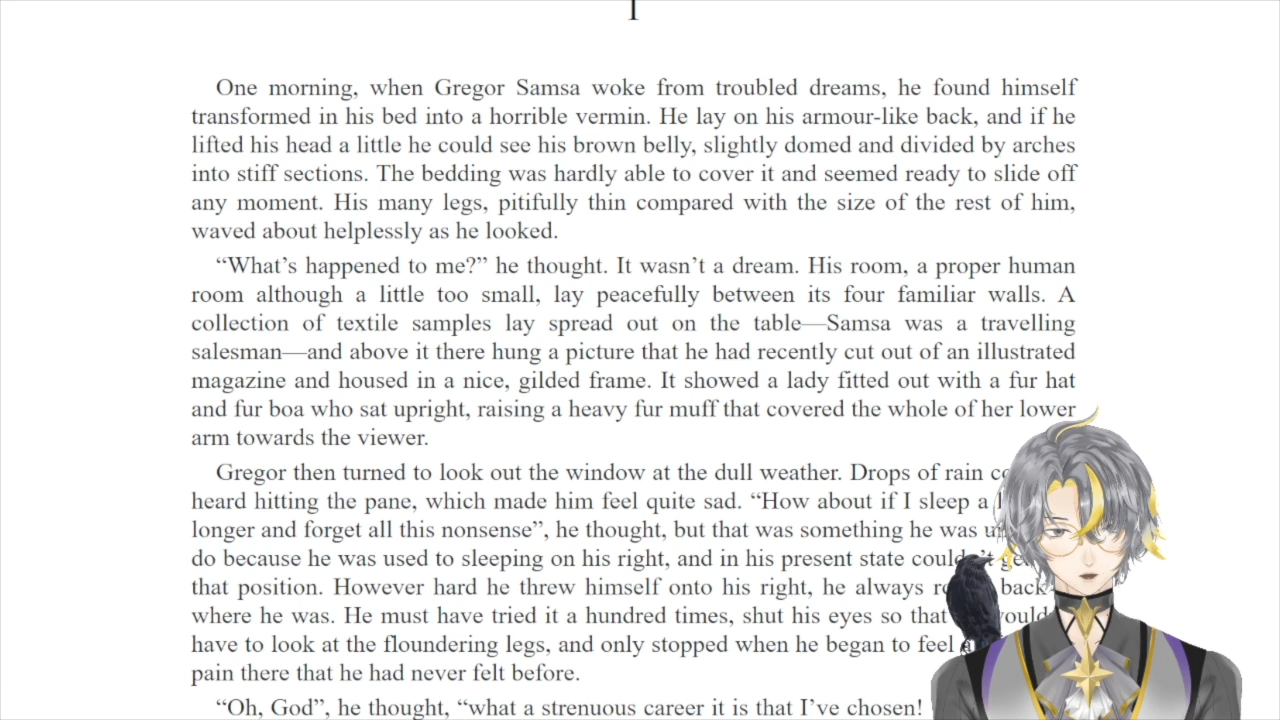 I
One morning, when Gregor Samsa woke from troubled dreams, he found himself
transformed in his bed into a horrible vermin. He lay on his armour-like back, and if he
lifted his head a little he could see his brown belly, slightly domed and divided by arches
into stiff sections. The bedding was hardly able to cover it and seemed ready to slide off
any moment. His many legs, pitifully thin compared with the size of the rest of him,
waved about helplessly as he looked.
“What’s happened to me?” he thought. It wasn’t a dream. His room, a proper human
room although a little too small, lay peacefully between its four familiar walls. A
collection of textile samples lay spread out on the table—Samsa was a travelling
salesman—and above it there hung a picture that he had recently cut out of an illustrated
magazine and housed in a nice, gilded frame. It showed a lady fitted out with a fur hat
and fur boa who sat upright, raising a heavy fur muff that covered the whole of her lower
arm towards the viewer.
Gregor then turned to look out the window at the dull weather. Drops of rain
heard hitting the pane, which made him feel quite sad. “How about if I sleep a
longer and forget all this nonsense”, he thought, but that was something he was
do because he was used to sleeping on his right, and in his present state couldn’t
that position. However hard he threw himself onto his right, he always back
where he was. He must have tried it a hundred times, shut his eyes so that
have to look at the floundering legs, and only stopped when he began to feel
pain there that he had never felt before.
“Oh, God”, he thought, “what a strenuous career it is that I’ve chosen!